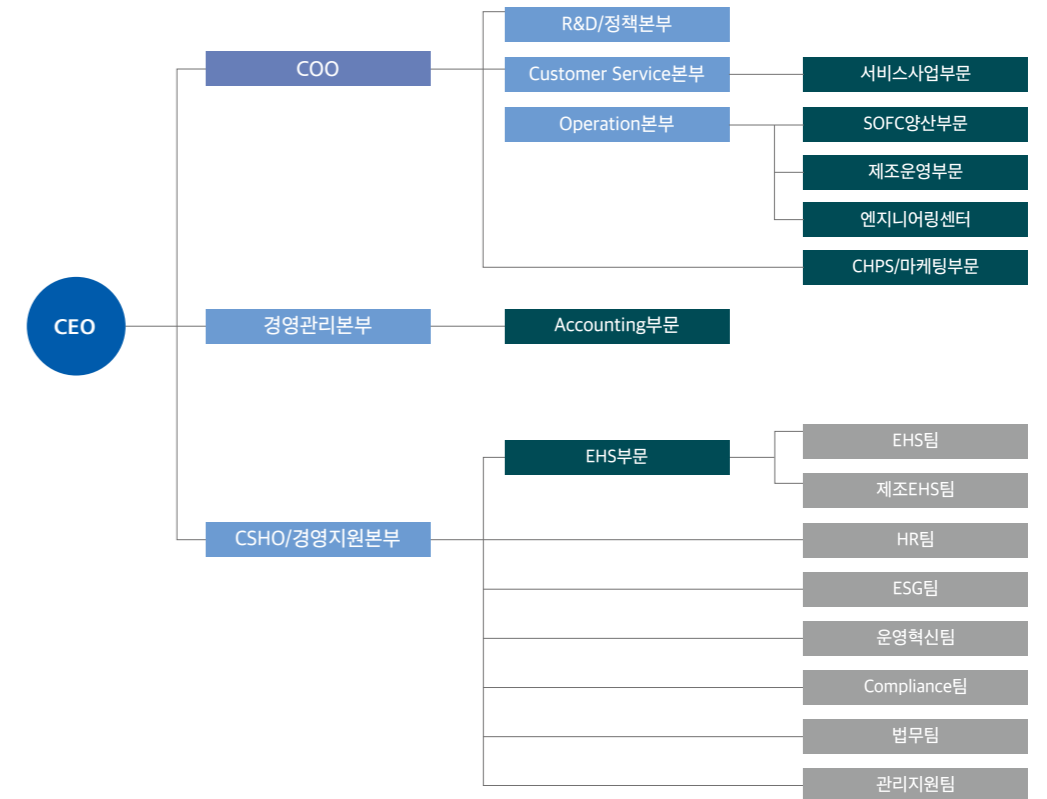 R&D/정책본부
COO
Customer Service본부
서비스사업부문
Operation본부
SOFC양산부문
제조운영부문
엔지니어링센터
CHPS/마케팅부문
CEO
경영관리본부
Accounting부문
EHS부문
EHS팀
제조EHS팀
CSHO/경영지원본부
HR팀
ESG팀
운영혁신팀
Compliance팀
법무팀
관리지원팀